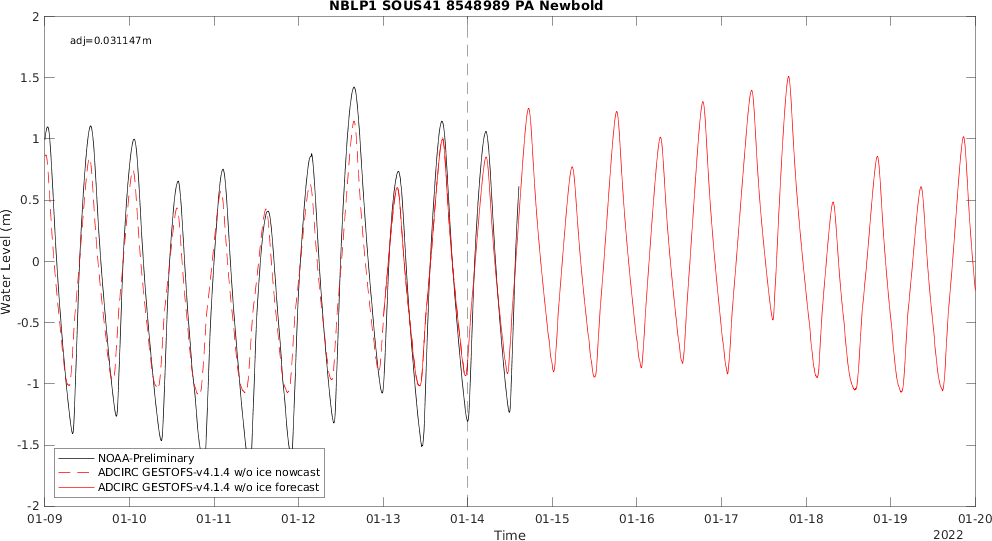 NBLP1 SOUS41 8548989 PA Newbold
adj=0.031147m
2
1.5
1
0.5
0
-0.5
-1
-1.5
-2
Water Level (m)
NOAA-Preliminary
ADCIRC GESTOFS-v4.1.4 w/o ice nowcast
ADCIRC GESTOFS-v4.1.4 w/o ice forecast
01-09 01-10 01-11 01-12 01-13 01-14 01-15 01-16 01-17 01-18 01-19 01-20
Time
2022